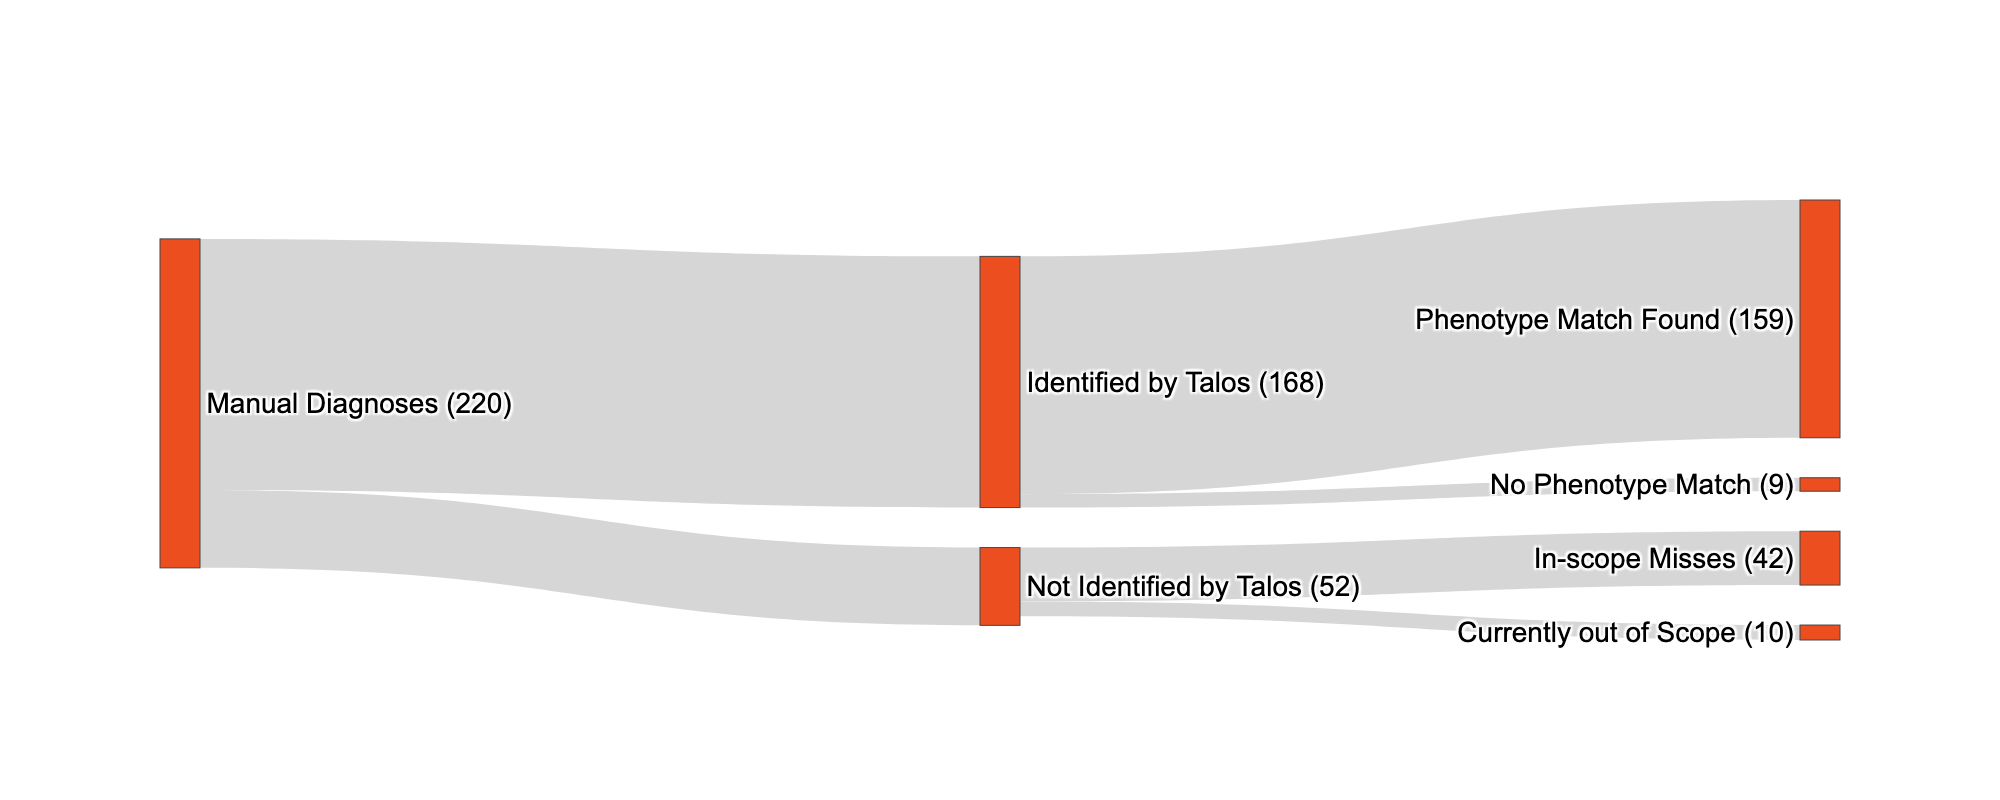 Manual Diagnoses (220)
Identified by Talos (168)
Not Identified by Talos (52)
Phenotype Match Found (159)
No Phenotype Match (9)
In-scope Misses (42)
Currently out of Scope (10)